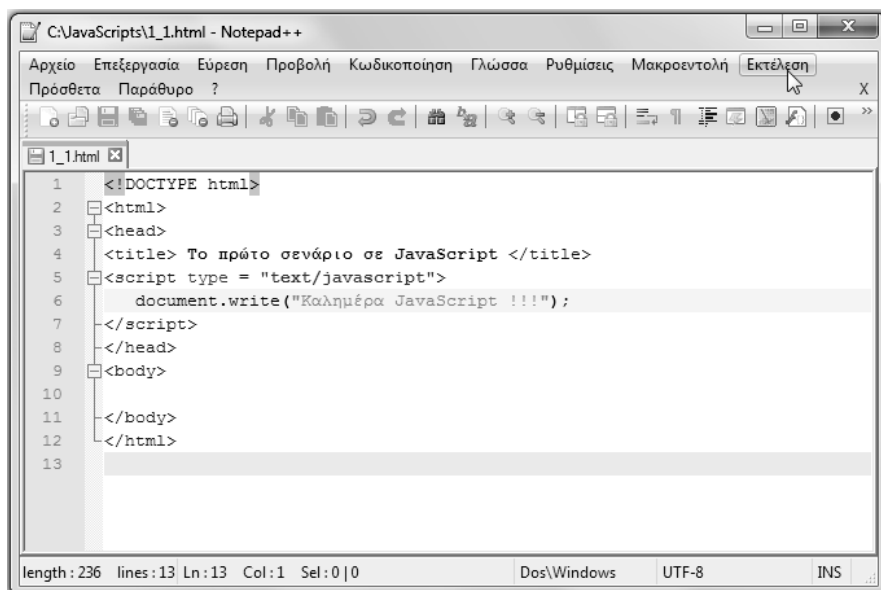 C:\JavaScripts\1_1.html - Notepad++
Αρχείο Επεξεργασία Εύρεση Προβολή Κωδικοποίηση Γλώσσα Ρυθμίσεις Μακροεντολή Εκτέλεση
Πρόσθετα Παράθυρο ? X
1_1.html
1 <!DOCTYPE html>
2 <html>
3 <head>
4 <title> Το πρώτο σενάριο σε JavaScript </title>
5 <script type = "text/javascript">
6 document.write("Καλημέρα JavaScript !!!");
7 </script>
8 </head>
9 <body>
10
11 </body>
12 </html>
13
length : 236 lines : 13 Ln : 13 Col : 1 Sel : 0 | 0 Dos\Windows UTF-8 INS